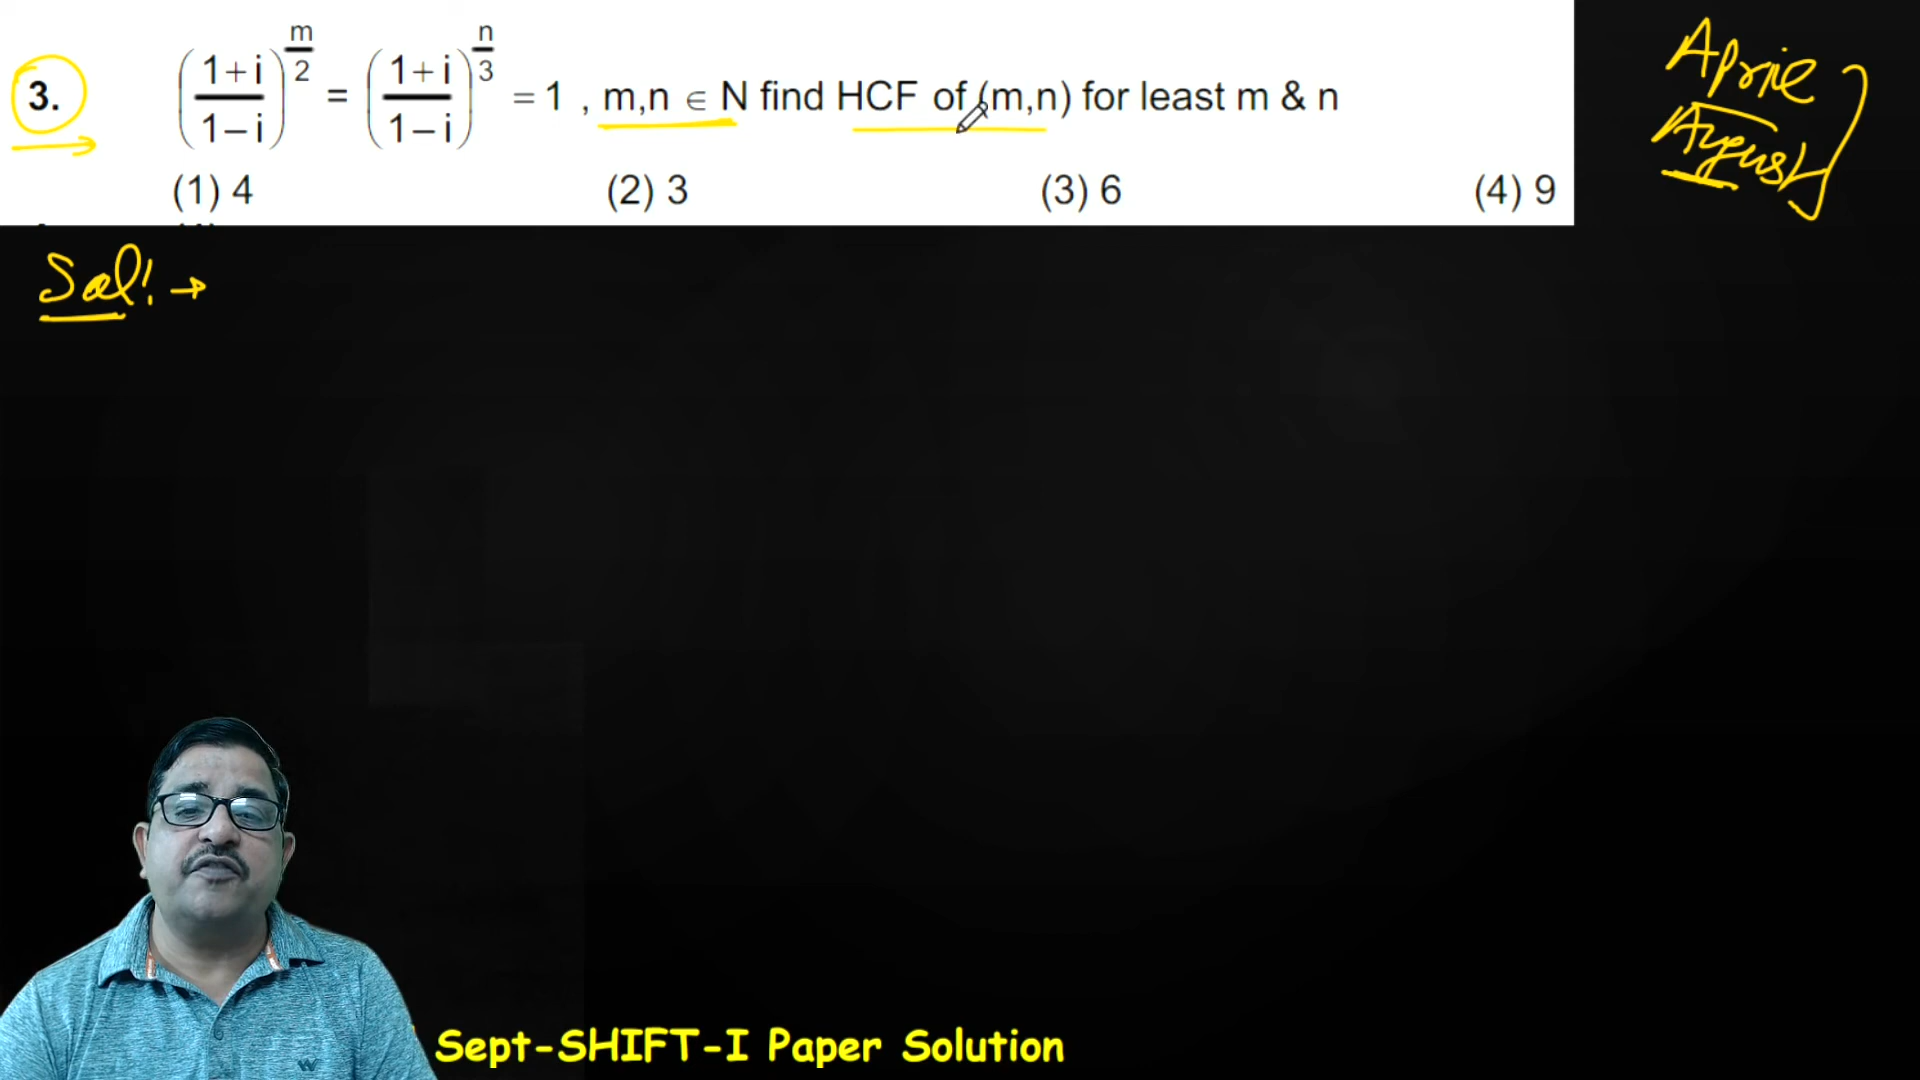 3. ((1+i)/(1−i))^(m/2) = ((1+i)/(1−i))^(n/3) = 1 , m,n ∈ N find HCF of (m,n) for least m & n
(1) 4 (2) 3 (3) 6 (4) 9
April
August
Sol! →
Sept-SHIFT-I Paper Solution